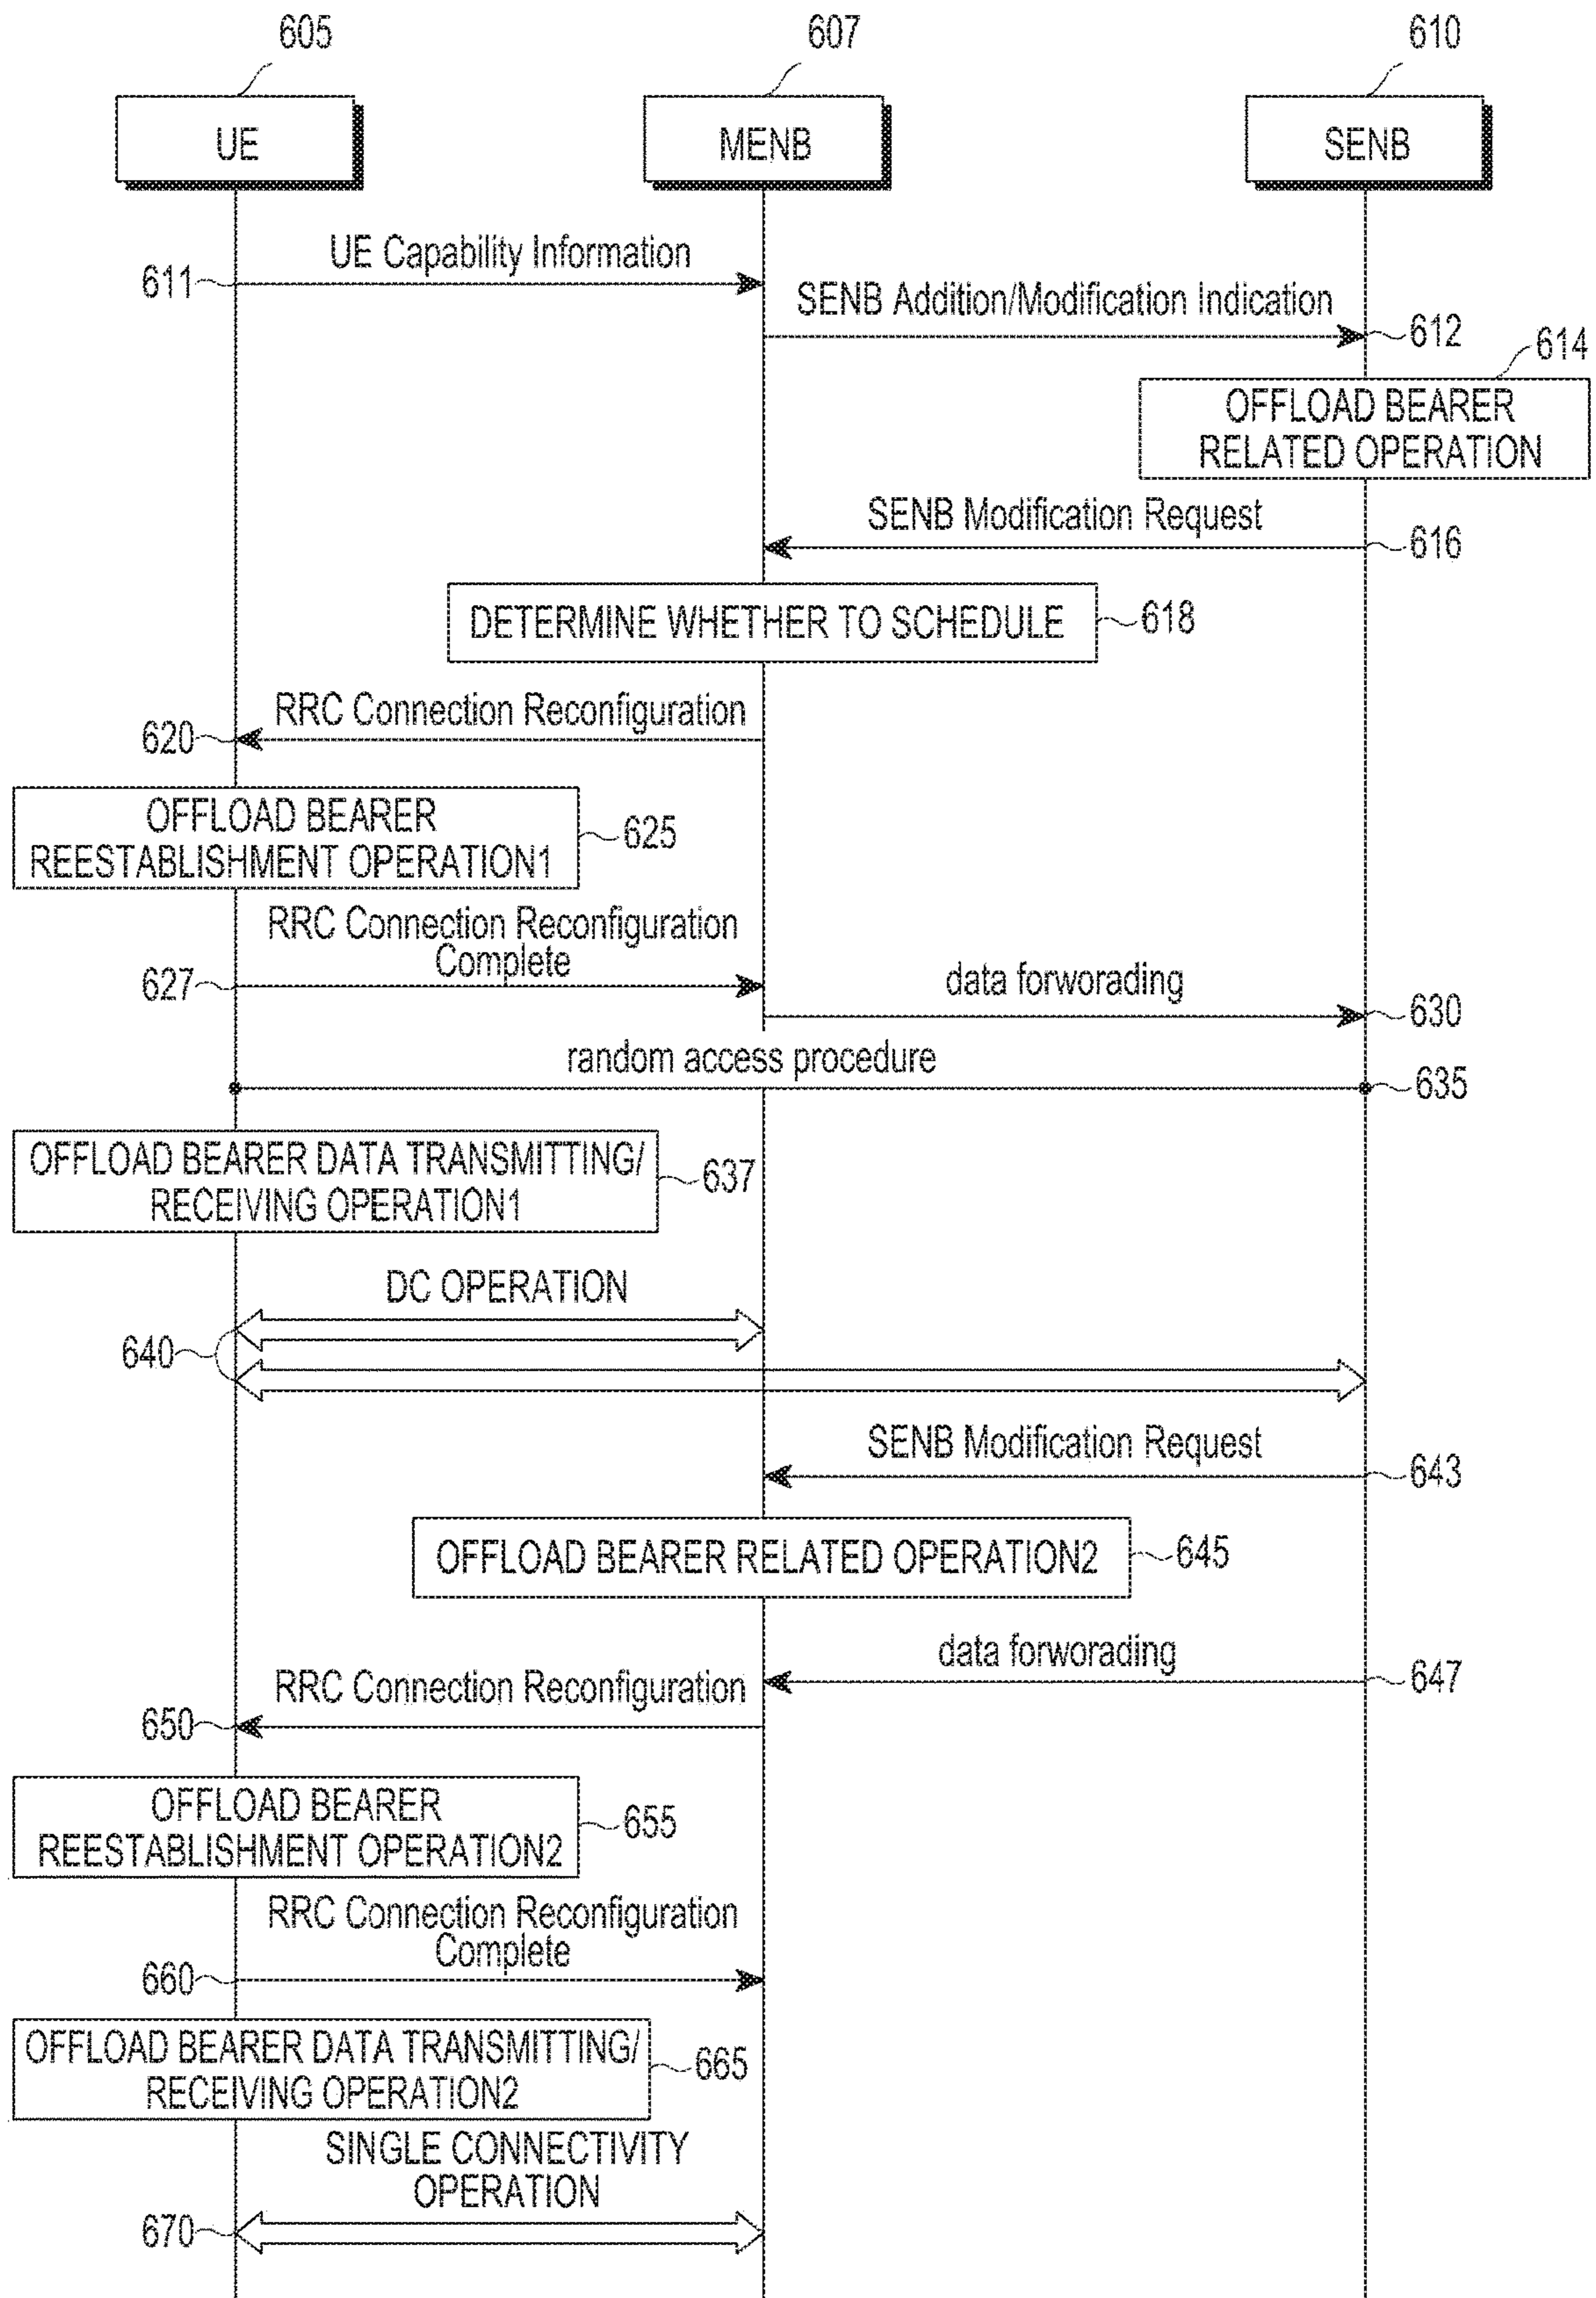 605
607
610
UE
MENB
SENB
UE Capability Information
611
SENB Addition/Modification Indication
612
614
OFFLOAD BEARER
RELATED OPERATION
SENB Modification Request
616
DETERMINE WHETHER TO SCHEDULE
618
RRC Connection Reconfiguration
620
OFFLOAD BEARER
REESTABLISHMENT OPERATION1
625
RRC Connection Reconfiguration
Complete
627
data forworading
630
random access procedure
635
OFFLOAD BEARER DATA TRANSMITTING/
RECEIVING OPERATION1
637
DC OPERATION
640
SENB Modification Request
643
OFFLOAD BEARER RELATED OPERATION2
645
data forworading
647
RRC Connection Reconfiguration
650
OFFLOAD BEARER
REESTABLISHMENT OPERATION2
655
RRC Connection Reconfiguration
Complete
660
OFFLOAD BEARER DATA TRANSMITTING/
RECEIVING OPERATION2
665
SINGLE CONNECTIVITY
OPERATION
670